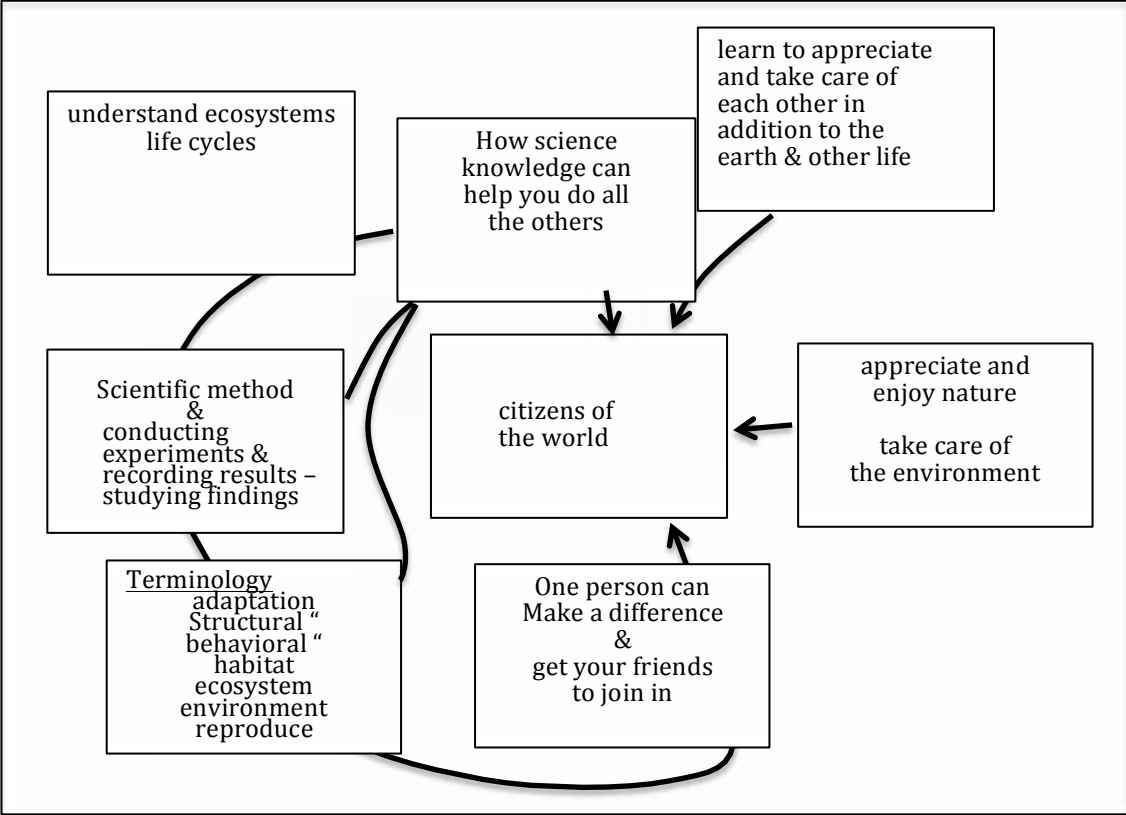 understand ecosystems
life cycles
How science
knowledge can
help you do all
the others
learn to appreciate
and take care of
each other in
addition to the
earth & other life
Scientific method
&
conducting
experiments &
recording results –
studying findings
citizens of
the world
appreciate and
enjoy nature
take care of
the environment
Terminology
adaptation
Structural “
behavioral “
habitat
ecosystem
environment
reproduce
One person can
Make a difference
&
get your friends
to join in